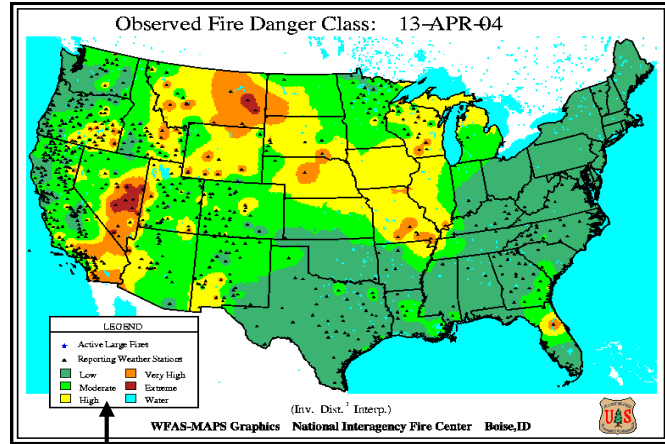 Observed Fire Danger Class: 13-APR-04
LEGEND
Active Large Fires
Reporting Weather Stations
Low Very High
Moderate Extreme
High Water
(Inv. Dist.² Interp.)
WFAS-MAPS Graphics National Interagency Fire Center Boise,ID
U S